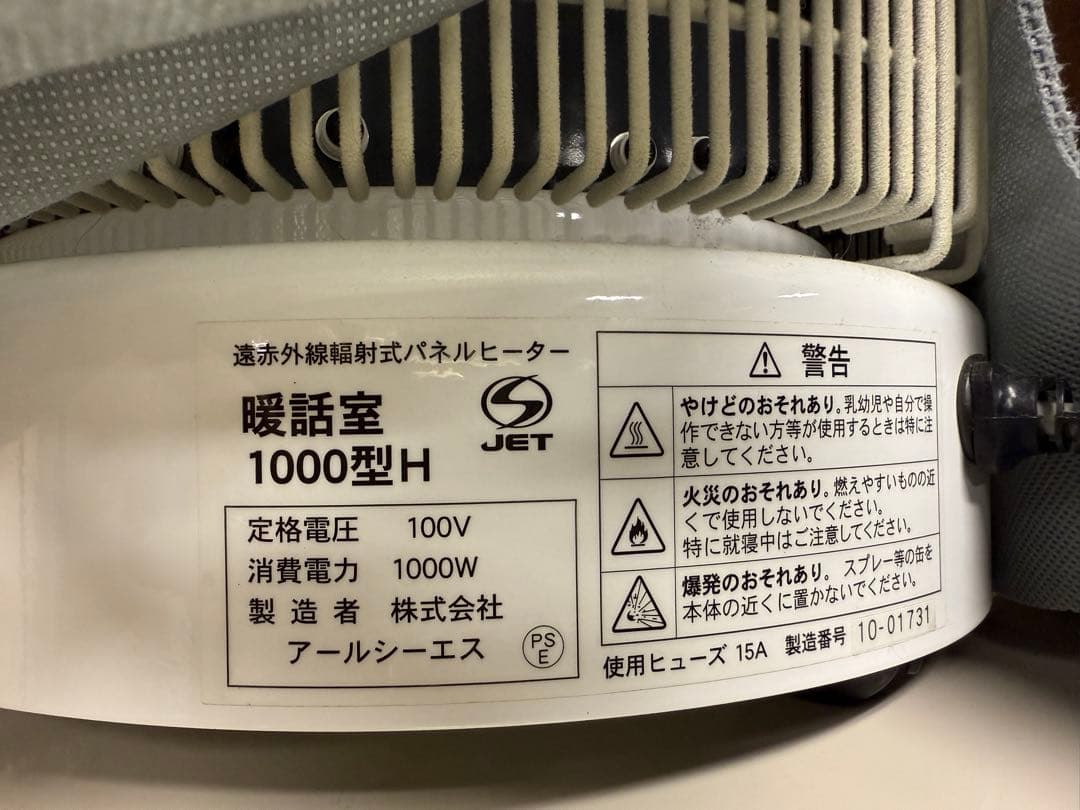 遠赤外線輻射式パネルヒーター
暖話室
1000型H
JET
定格電圧 100V
消費電力 1000W
製造者 株式会社
アールシーエス
PS
E
警告
やけどのおそれあり。乳幼児や自分で操
作できない方等が使用するときは特に注
意してください。
火災のおそれあり。燃えやすいものの近
くで使用しないでください。
特に就寝中はご注意してください。
爆発のおそれあり。スプレー等の缶を
本体の近くに置かないでください。
使用ヒューズ 15A 製造番号 10-01731